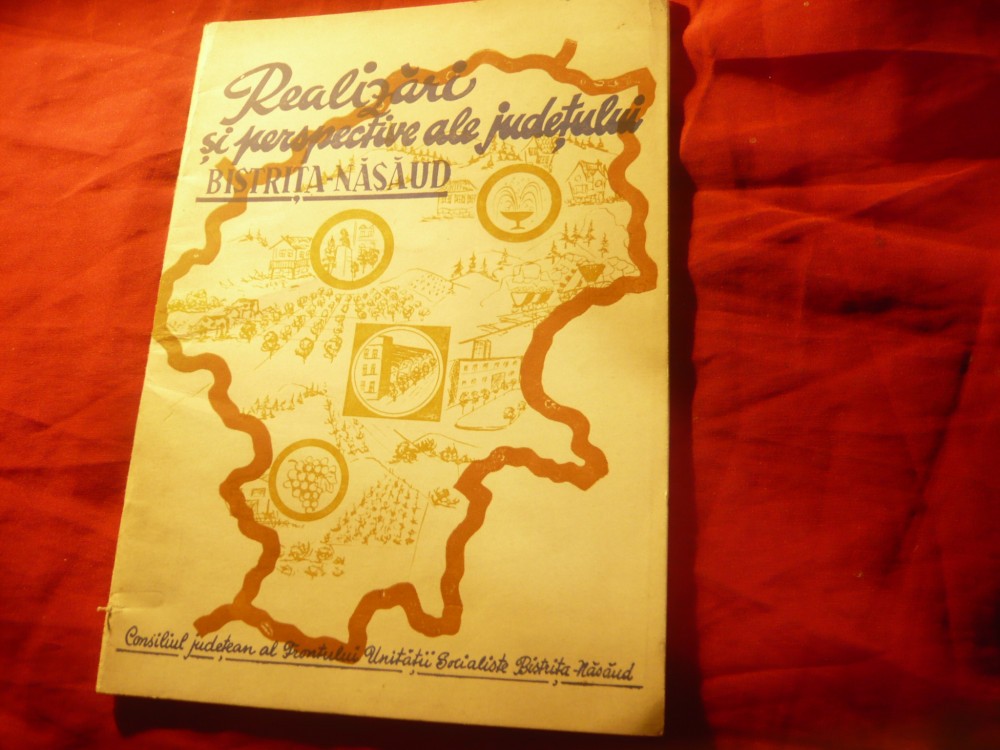 Realizări
și perspective ale județului
BISTRIȚA-NĂSĂUD
Consiliul județean al Frontului Unității Socialiste Bistrița-Năsăud